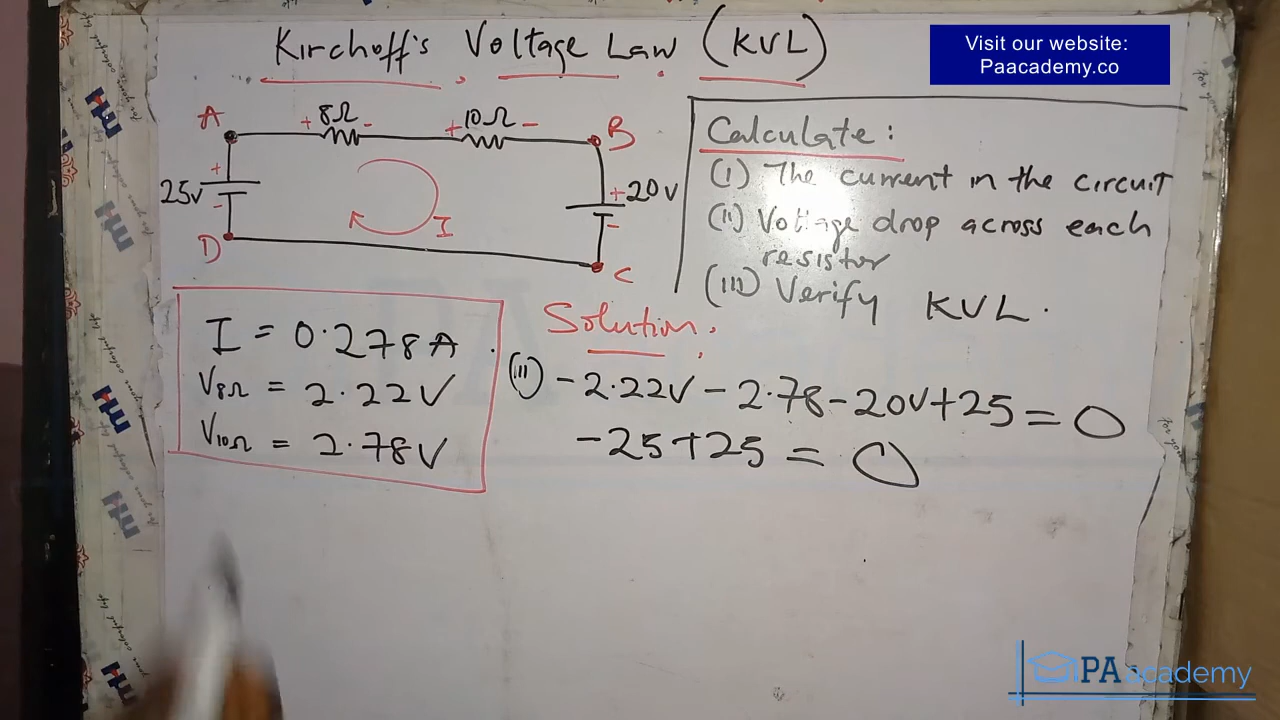 Kirchoff's Voltage Law (KVL)
Visit our website:
Paacademy.co
A
+ 8Ω -
+ 10Ω -
B
25V
+
-
I
+
20V
-
D
C
Calculate:
(I) The current in the circuit
(II) Voltage drop across each
resistor
(III) Verify KVL.
I = 0.278A
V8Ω = 2.22V
V10Ω = 2.78V
Solution.
(III) -2.22V - 2.78 - 20V + 25 = 0
-25 + 25 = 0
PA academy